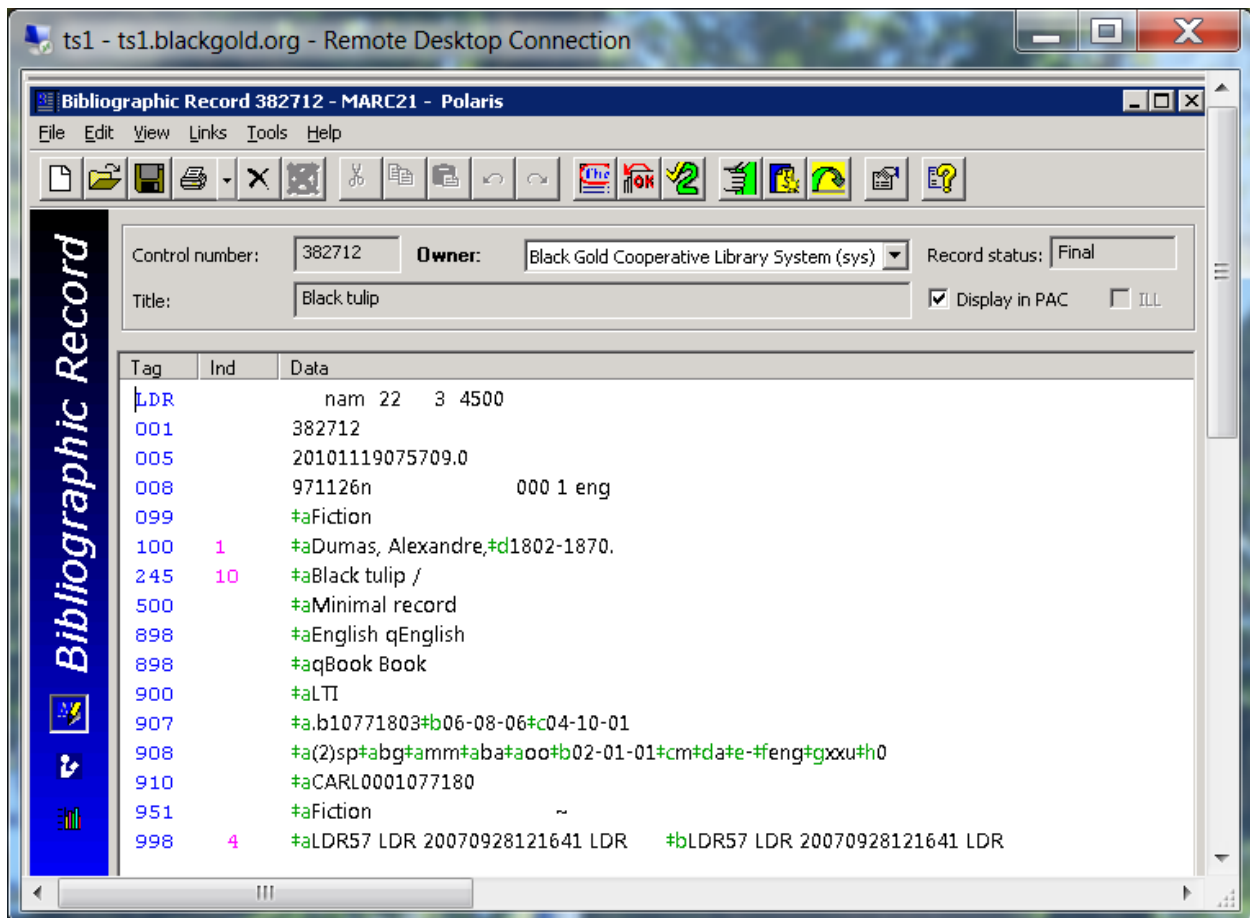 ts1 - ts1.blackgold.org - Remote Desktop Connection
Bibliographic Record 382712 - MARC21 - Polaris
File Edit View Links Tools Help
Bibliographic Record
Control number: 382712 Owner: Black Gold Cooperative Library System (sys) Record status: Final
Title: Black tulip Display in PAC ILL
Tag Ind Data
LDR nam 22 3 4500
001 382712
005 20101119075709.0
008 971126n 000 1 eng
099 ‡aFiction
100 1 ‡aDumas, Alexandre,‡d1802-1870.
245 10 ‡aBlack tulip /
500 ‡aMinimal record
898 ‡aEnglish qEnglish
898 ‡aqBook Book
900 ‡aLTI
907 ‡a.b10771803‡b06-08-06‡c04-10-01
908 ‡a(2)sp‡abg‡amm‡aba‡aoo‡b02-01-01‡cm‡da‡e-‡feng‡gxxu‡h0
910 ‡aCARL0001077180
951 ‡aFiction ~
998 4 ‡aLDR57 LDR 20070928121641 LDR ‡bLDR57 LDR 20070928121641 LDR